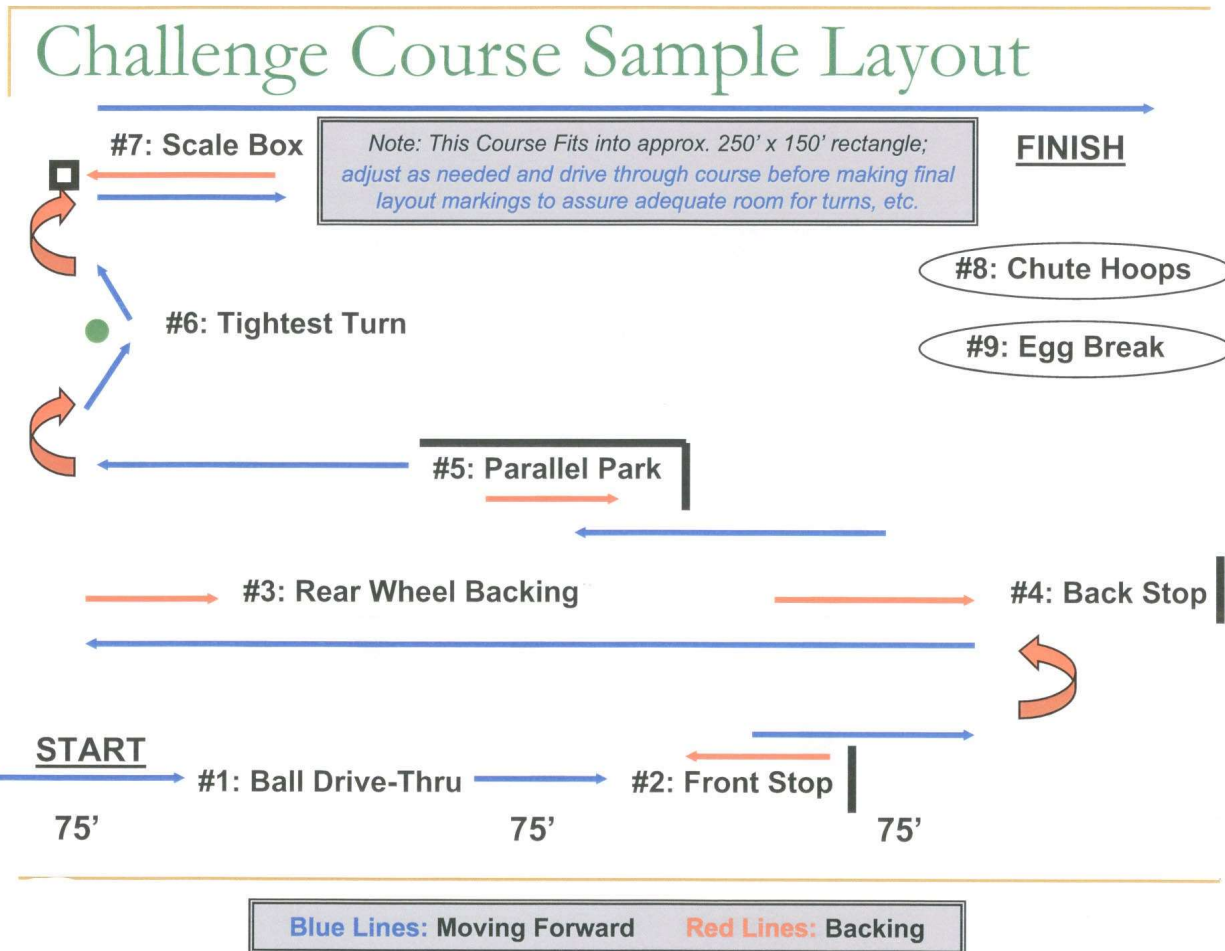 Challenge Course Sample Layout
#7: Scale Box
Note: This Course Fits into approx. 250' x 150' rectangle;
adjust as needed and drive through course before making final
layout markings to assure adequate room for turns, etc.
FINISH
#8: Chute Hoops
#6: Tightest Turn
#9: Egg Break
#5: Parallel Park
#3: Rear Wheel Backing
#4: Back Stop
START
#1: Ball Drive-Thru
#2: Front Stop
75’
75’
75’
Blue Lines: Moving Forward Red Lines: Backing